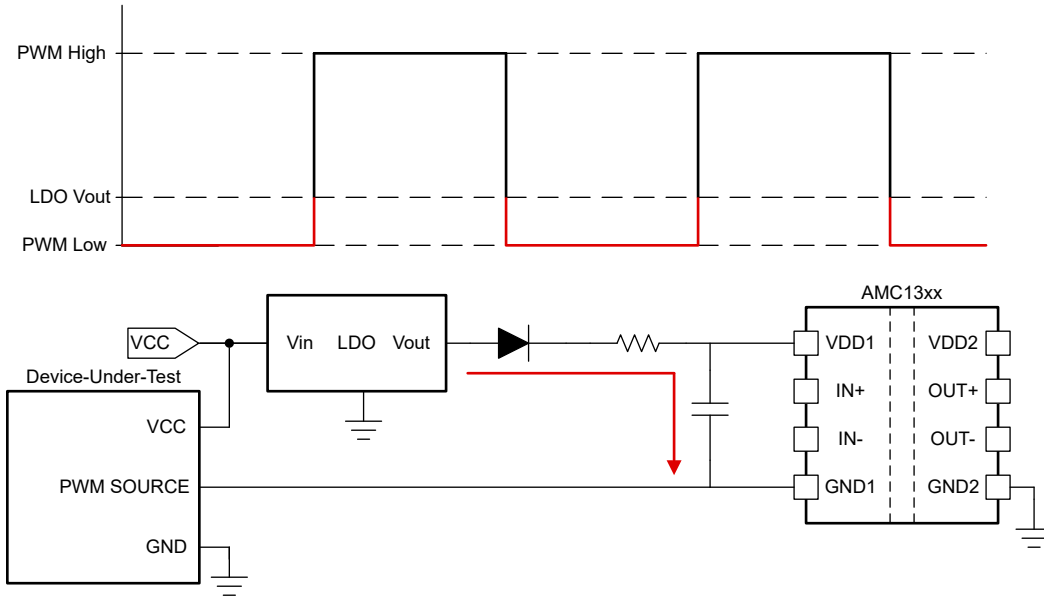 PWM High
LDO Vout
PWM Low
AMC13xx
VCC
Vin LDO Vout
VDD1 VDD2
Device-Under-Test
IN+ OUT+
VCC
IN- OUT-
PWM SOURCE
GND1 GND2
GND